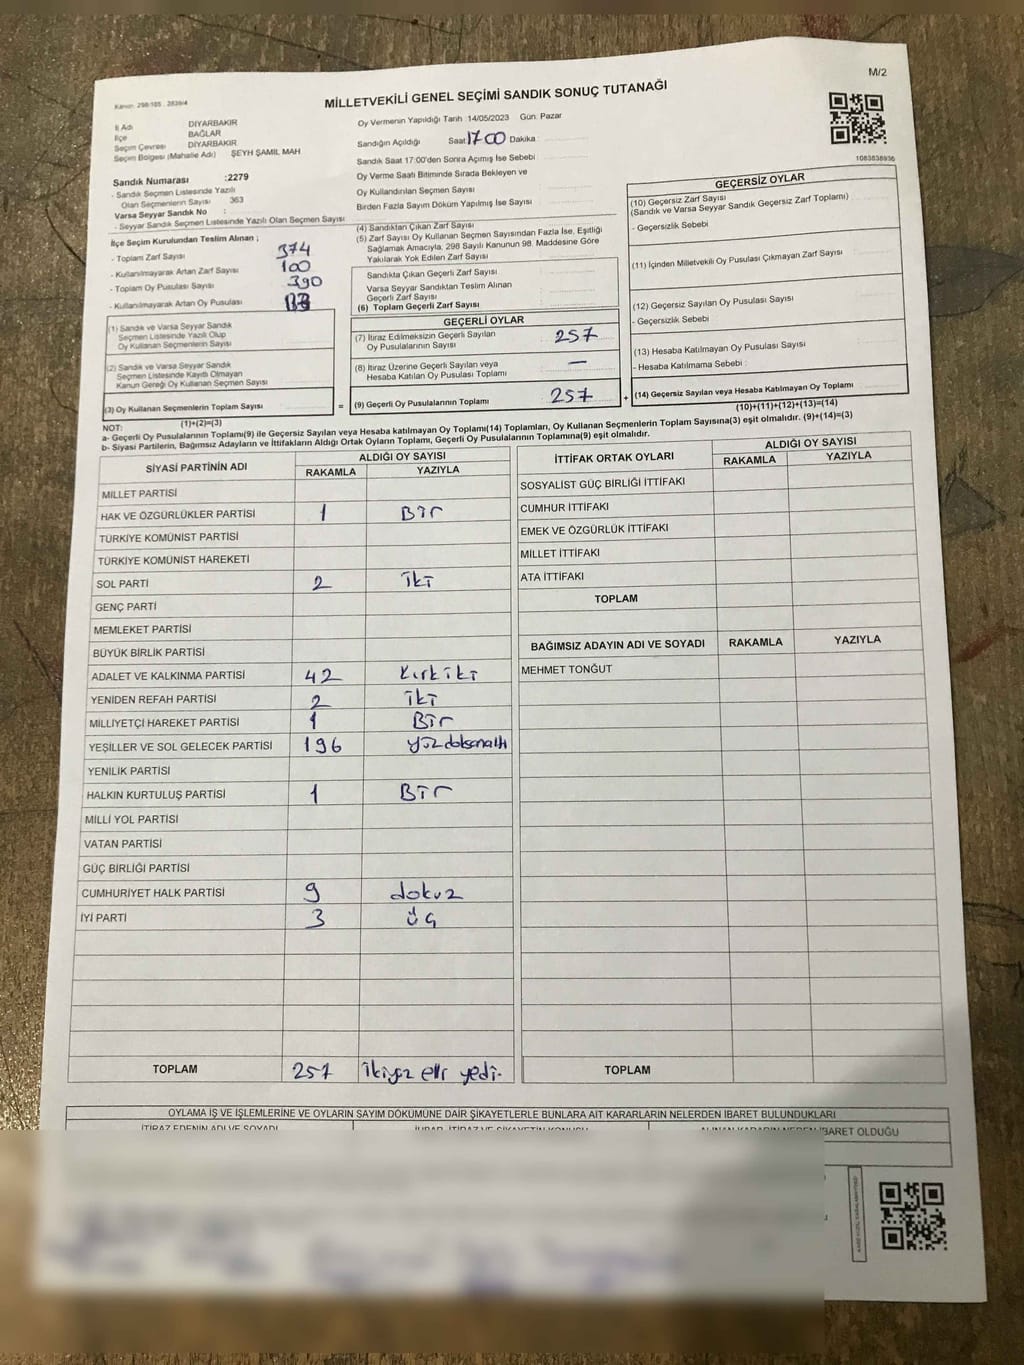 M/2
Kanun: 298/105 , 2839/4
MİLLETVEKİLİ GENEL SEÇİMİ SANDIK SONUÇ TUTANAĞI
İl Adı DİYARBAKIR
İlçe BAĞLAR
Seçim Çevresi DİYARBAKIR
Seçim Bölgesi (Mahalle Adı) ŞEYH ŞAMİL MAH
Sandık Numarası :2279
- Sandık Seçmen Listesinde Yazılı
Olan Seçmenlerin Sayısı 363
Varsa Seyyar Sandık No :
- Seyyar Sandık Seçmen Listesinde Yazılı Olan Seçmen Sayısı
İlçe Seçim Kurulundan Teslim Alınan ;
- Toplam Zarf Sayısı 374
- Kullanılmayarak Artan Zarf Sayısı 100
- Toplam Oy Pusulası Sayısı 390
- Kullanılmayarak Artan Oy Pusulası
(1) Sandık ve Varsa Seyyar Sandık
Seçmen Listesinde Yazılı Olup
Oy Kullanan Seçmenlerin Sayısı
(2) Sandık ve Varsa Seyyar Sandık
Seçmen Listesinde Kayıtlı Olmayan
Kanun Gereği Oy Kullanan Seçmen Sayısı
(3) Oy Kullanan Seçmenlerin Toplam Sayısı
(1)+(2)=(3)
Oy Vermenin Yapıldığı Tarih :14/05/2023 Gün: Pazar
Sandığın Açıldığı Saat 17 00 Dakika :
Sandık Saat 17:00'den Sonra Açımış İse Sebebi :
Oy Verme Saati Bitiminde Sırada Bekleyen ve
Oy Kullandırılan Seçmen Sayısı
Birden Fazla Sayım Döküm Yapılmış İse Sayısı
(4) Sandıktan Çıkan Zarf Sayısı
(5) Zarf Sayısı Oy Kullanan Seçmen Sayısından Fazla İse, Eşitliği
Sağlamak Amacıyla, 298 Sayılı Kanunun 98. Maddesine Göre
Yakılarak Yok Edilen Zarf Sayısı
Sandıkta Çıkan Geçerli Zarf Sayısı
Varsa Seyyar Sandıktan Teslim Alınan
Geçerli Zarf Sayısı
(6) Toplam Geçerli Zarf Sayısı
GEÇERLİ OYLAR
(7) İtiraz Edilmeksizin Geçerli Sayılan
Oy Pusulalarının Sayısı 257
(8) İtiraz Üzerine Geçerli Sayılan veya
Hesaba Katılan Oy Pusulası Toplamı —
= (9) Geçerli Oy Pusulalarının Toplamı 257 +
1083838936
GEÇERSİZ OYLAR
(10) Geçersiz Zarf Sayısı
(Sandık ve Varsa Seyyar Sandık Geçersiz Zarf Toplamı)
- Geçersizlik Sebebi
(11) İçinden Milletvekili Oy Pusulası Çıkmayan Zarf Sayısı
(12) Geçersiz Sayılan Oy Pusulası Sayısı
- Geçersizlik Sebebi
(13) Hesaba Katılmayan Oy Pusulası Sayısı
- Hesaba Katılmama Sebebi :
(14) Geçersiz Sayılan veya Hesaba Katılmayan Oy Toplamı
(10)+(11)+(12)+(13)=(14)
NOT:
a- Geçerli Oy Pusulalarının Toplamı(9) ile Geçersiz Sayılan veya Hesaba katılmayan Oy Toplamı(14) Toplamları, Oy Kullanan Seçmenlerin Toplam Sayısına(3) eşit olmalıdır. (9)+(14)=(3)
b- Siyasi Partilerin, Bağımsız Adayların ve İttifakların Aldığı Ortak Oyların Toplamı, Geçerli Oy Pusulalarının Toplamına(9) eşit olmalıdır.
SİYASİ PARTİNİN ADI ALDIĞI OY SAYISI
RAKAMLA YAZIYLA
MİLLET PARTİSİ
HAK VE ÖZGÜRLÜKLER PARTİSİ 1 Bir
TÜRKİYE KOMÜNİST PARTİSİ
TÜRKİYE KOMÜNİST HAREKETİ
SOL PARTİ 2 iki
GENÇ PARTİ
MEMLEKET PARTİSİ
BÜYÜK BİRLİK PARTİSİ
ADALET VE KALKINMA PARTİSİ 42 kırkiki
YENİDEN REFAH PARTİSİ 2 iki
MİLLİYETÇİ HAREKET PARTİSİ 1 Bir
YEŞİLLER VE SOL GELECEK PARTİSİ 196 yüzdoksanaltı
YENİLİK PARTİSİ
HALKIN KURTULUŞ PARTİSİ 1 Bir
MİLLİ YOL PARTİSİ
VATAN PARTİSİ
GÜÇ BİRLİĞİ PARTİSİ
CUMHURİYET HALK PARTİSİ 9 dokuz
İYİ PARTİ 3 üç
TOPLAM 257 ikiyüz elli yedi.
İTTİFAK ORTAK OYLARI ALDIĞI OY SAYISI
RAKAMLA YAZIYLA
SOSYALİST GÜÇ BİRLİĞİ İTTİFAKI
CUMHUR İTTİFAKI
EMEK VE ÖZGÜRLÜK İTTİFAKI
MİLLET İTTİFAKI
ATA İTTİFAKI
TOPLAM
BAĞIMSIZ ADAYIN ADI VE SOYADI RAKAMLA YAZIYLA
MEHMET TONĞUT
TOPLAM
OYLAMA İŞ VE İŞLEMLERİNE VE OYLARIN SAYIM DÖKÜMÜNE DAİR ŞİKAYETLERLE BUNLARA AİT KARARLARIN NELERDEN İBARET BULUNDUKLARI
İTİRAZ EDENİN ADI VE SOYADI
ALINAN KARARIN NEDEN İBARET OLDUĞU